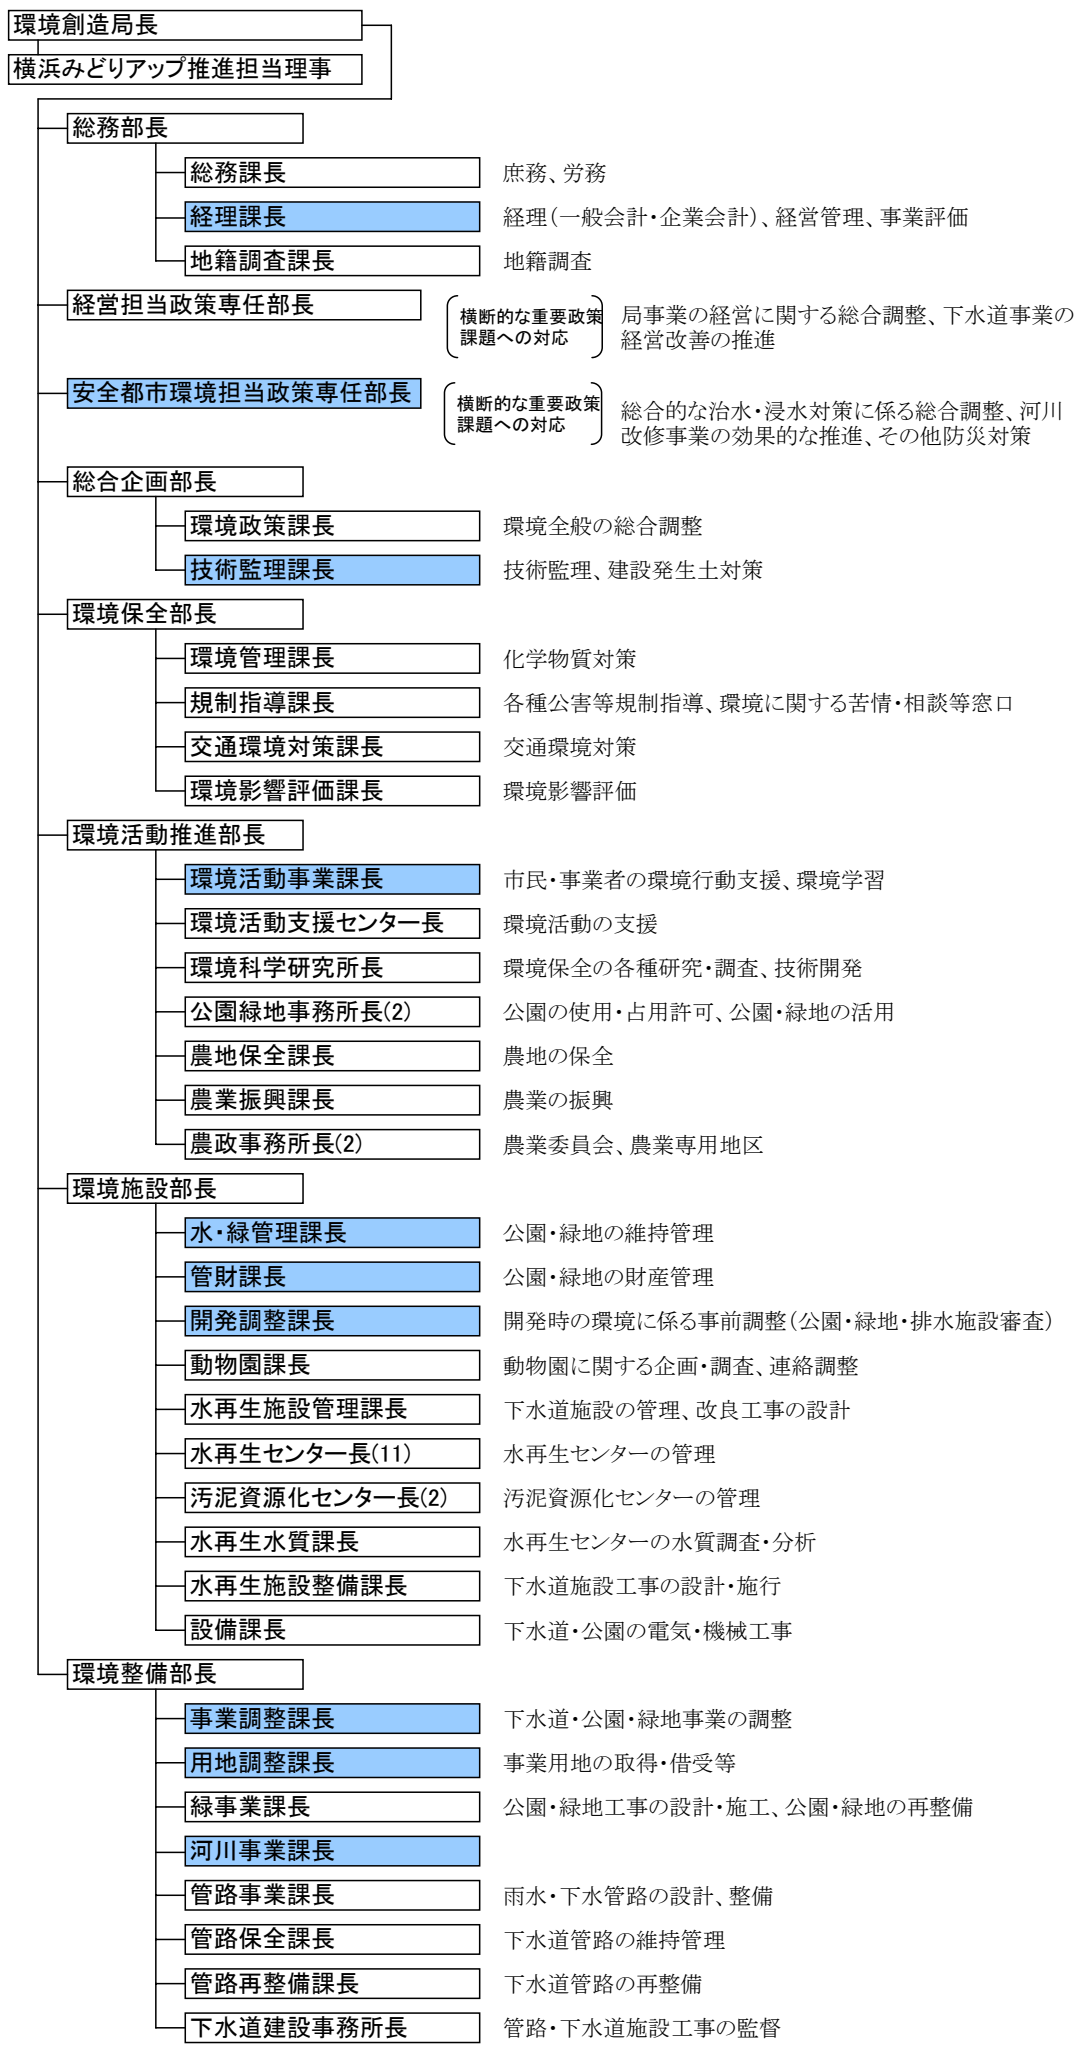 環境創造局長
横浜みどりアップ推進担当理事
総務部長
総務課長 庶務、労務
経理課長 経理（一般会計・企業会計）、経営管理、事業評価
地籍調査課長 地籍調査
経営担当政策専任部長
横断的な重要政策
課題への対応
局事業の経営に関する総合調整、下水道事業の
経営改善の推進
安全都市環境担当政策専任部長
横断的な重要政策
課題への対応
総合的な治水・浸水対策に係る総合調整、河川
改修事業の効果的な推進、その他防災対策
総合企画部長
環境政策課長 環境全般の総合調整
技術監理課長 技術監理、建設発生土対策
環境保全部長
環境管理課長 化学物質対策
規制指導課長 各種公害等規制指導、環境に関する苦情・相談等窓口
交通環境対策課長 交通環境対策
環境影響評価課長 環境影響評価
環境活動推進部長
環境活動事業課長 市民・事業者の環境行動支援、環境学習
環境活動支援センター長 環境活動の支援
環境科学研究所長 環境保全の各種研究・調査、技術開発
公園緑地事務所長(2) 公園の使用・占用許可、公園・緑地の活用
農地保全課長 農地の保全
農業振興課長 農業の振興
農政事務所長(2) 農業委員会、農業専用地区
環境施設部長
水・緑管理課長 公園・緑地の維持管理
管財課長 公園・緑地の財産管理
開発調整課長 開発時の環境に係る事前調整（公園・緑地・排水施設審査）
動物園課長 動物園に関する企画・調査、連絡調整
水再生施設管理課長 下水道施設の管理、改良工事の設計
水再生センター長(11) 水再生センターの管理
汚泥資源化センター長(2) 汚泥資源化センターの管理
水再生水質課長 水再生センターの水質調査・分析
水再生施設整備課長 下水道施設工事の設計・施行
設備課長 下水道・公園の電気・機械工事
環境整備部長
事業調整課長 下水道・公園・緑地事業の調整
用地調整課長 事業用地の取得・借受等
緑事業課長 公園・緑地工事の設計・施工、公園・緑地の再整備
河川事業課長
管路事業課長 雨水・下水管路の設計、整備
管路保全課長 下水道管路の維持管理
管路再整備課長 下水道管路の再整備
下水道建設事務所長 管路・下水道施設工事の監督